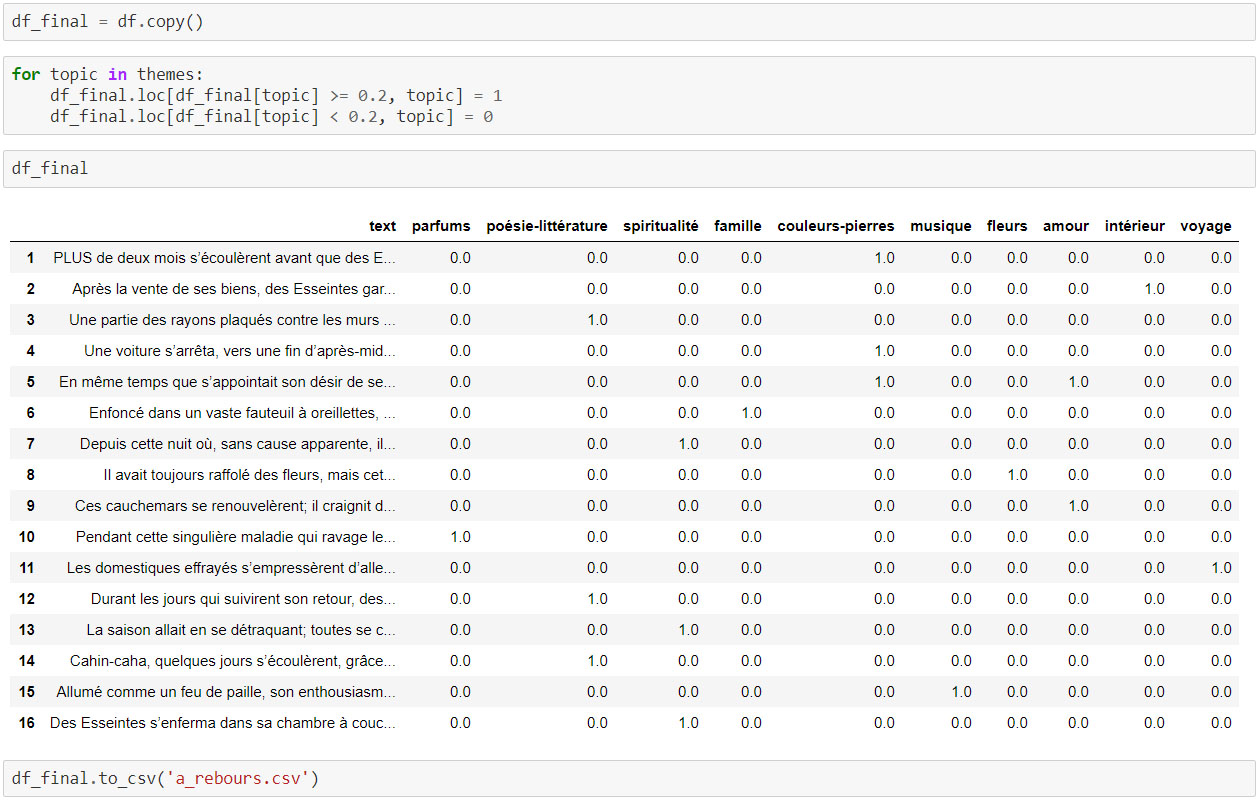 df_final = df.copy()
for topic in themes:
    df_final.loc[df_final[topic] >= 0.2, topic] = 1
    df_final.loc[df_final[topic] < 0.2, topic] = 0
df_final
text parfums poésie-littérature spiritualité famille couleurs-pierres musique fleurs amour intérieur voyage
1 PLUS de deux mois s’écoulèrent avant que des E... 0.0 0.0 0.0 0.0 1.0 0.0 0.0 0.0 0.0 0.0
2 Après la vente de ses biens, des Esseintes gar... 0.0 0.0 0.0 0.0 0.0 0.0 0.0 0.0 1.0 0.0
3 Une partie des rayons plaqués contre les murs ... 0.0 1.0 0.0 0.0 0.0 0.0 0.0 0.0 0.0 0.0
4 Une voiture s’arrêta, vers une fin d’après-mid... 0.0 0.0 0.0 0.0 1.0 0.0 0.0 0.0 0.0 0.0
5 En même temps que s’appointait son désir de se... 0.0 0.0 0.0 0.0 1.0 0.0 0.0 1.0 0.0 0.0
6 Enfoncé dans un vaste fauteuil à oreillettes, ... 0.0 0.0 0.0 1.0 0.0 0.0 0.0 0.0 0.0 0.0
7 Depuis cette nuit où, sans cause apparente, il... 0.0 0.0 1.0 0.0 0.0 0.0 0.0 0.0 0.0 0.0
8 Il avait toujours raffolé des fleurs, mais cet... 0.0 0.0 0.0 0.0 0.0 0.0 1.0 0.0 0.0 0.0
9 Ces cauchemars se renouvelèrent; il craignit d... 0.0 0.0 0.0 0.0 0.0 0.0 0.0 1.0 0.0 0.0
10 Pendant cette singulière maladie qui ravage le... 1.0 0.0 0.0 0.0 0.0 0.0 0.0 0.0 0.0 0.0
11 Les domestiques effrayés s’empressèrent d’alle... 0.0 0.0 0.0 0.0 0.0 0.0 0.0 0.0 0.0 1.0
12 Durant les jours qui suivirent son retour, des... 0.0 1.0 0.0 0.0 0.0 0.0 0.0 0.0 0.0 0.0
13 La saison allait en se détraquant; toutes se c... 0.0 0.0 1.0 0.0 0.0 0.0 0.0 0.0 0.0 0.0
14 Cahin-caha, quelques jours s’écoulèrent, grâce... 0.0 1.0 0.0 0.0 0.0 0.0 0.0 0.0 0.0 0.0
15 Allumé comme un feu de paille, son enthousiasm... 0.0 0.0 0.0 0.0 0.0 1.0 0.0 0.0 0.0 0.0
16 Des Esseintes s’enferma dans sa chambre à couc... 0.0 0.0 1.0 0.0 0.0 0.0 0.0 0.0 0.0 0.0
df_final.to_csv('a_rebours.csv')